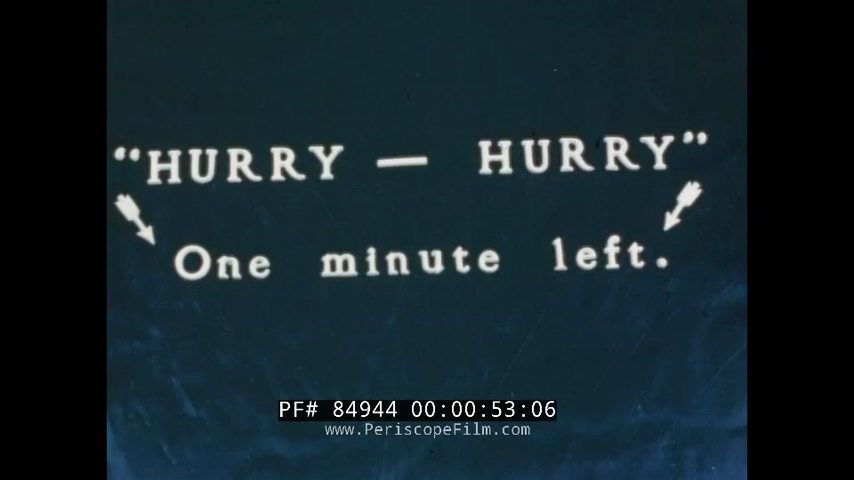 “HURRY — HURRY”
One minute left.
PF# 84944 00:00:53:06
www.PeriscopeFilm.com